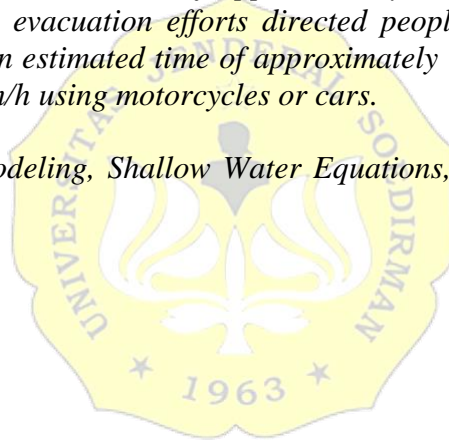 evacuation efforts directed peopl
n estimated time of approximately
n/h using motorcycles or cars.
odeling, Shallow Water Equations,
UNIVERSITAS JENDERAL SOEDIRMAN
1963